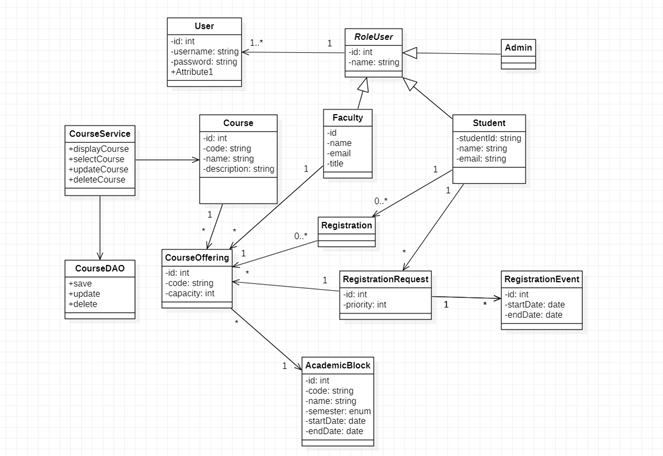 User
-id: int
-username: string
-password: string
+Attribute1
1..*
1
RoleUser
-id: int
-name: string
Admin
CourseService
+displayCourse
+selectCourse
+updateCourse
+deleteCourse
Course
-id: int
-code: string
-name: string
-description: string
Faculty
-id
-name
-email
-title
Student
-studentId: string
-name: string
-email: string
1
*
1
*
1
0..*
1
*
Registration
0..*
1
CourseDAO
+save
+update
+delete
CourseOffering
-id: int
-code: string
-capacity: int
*
1
RegistrationRequest
-id: int
-priority: int
1
*
RegistrationEvent
-id: int
-startDate: date
-endDate: date
*
1
AcademicBlock
-id: int
-code: string
-name: string
-semester: enum
-startDate: date
-endDate: date